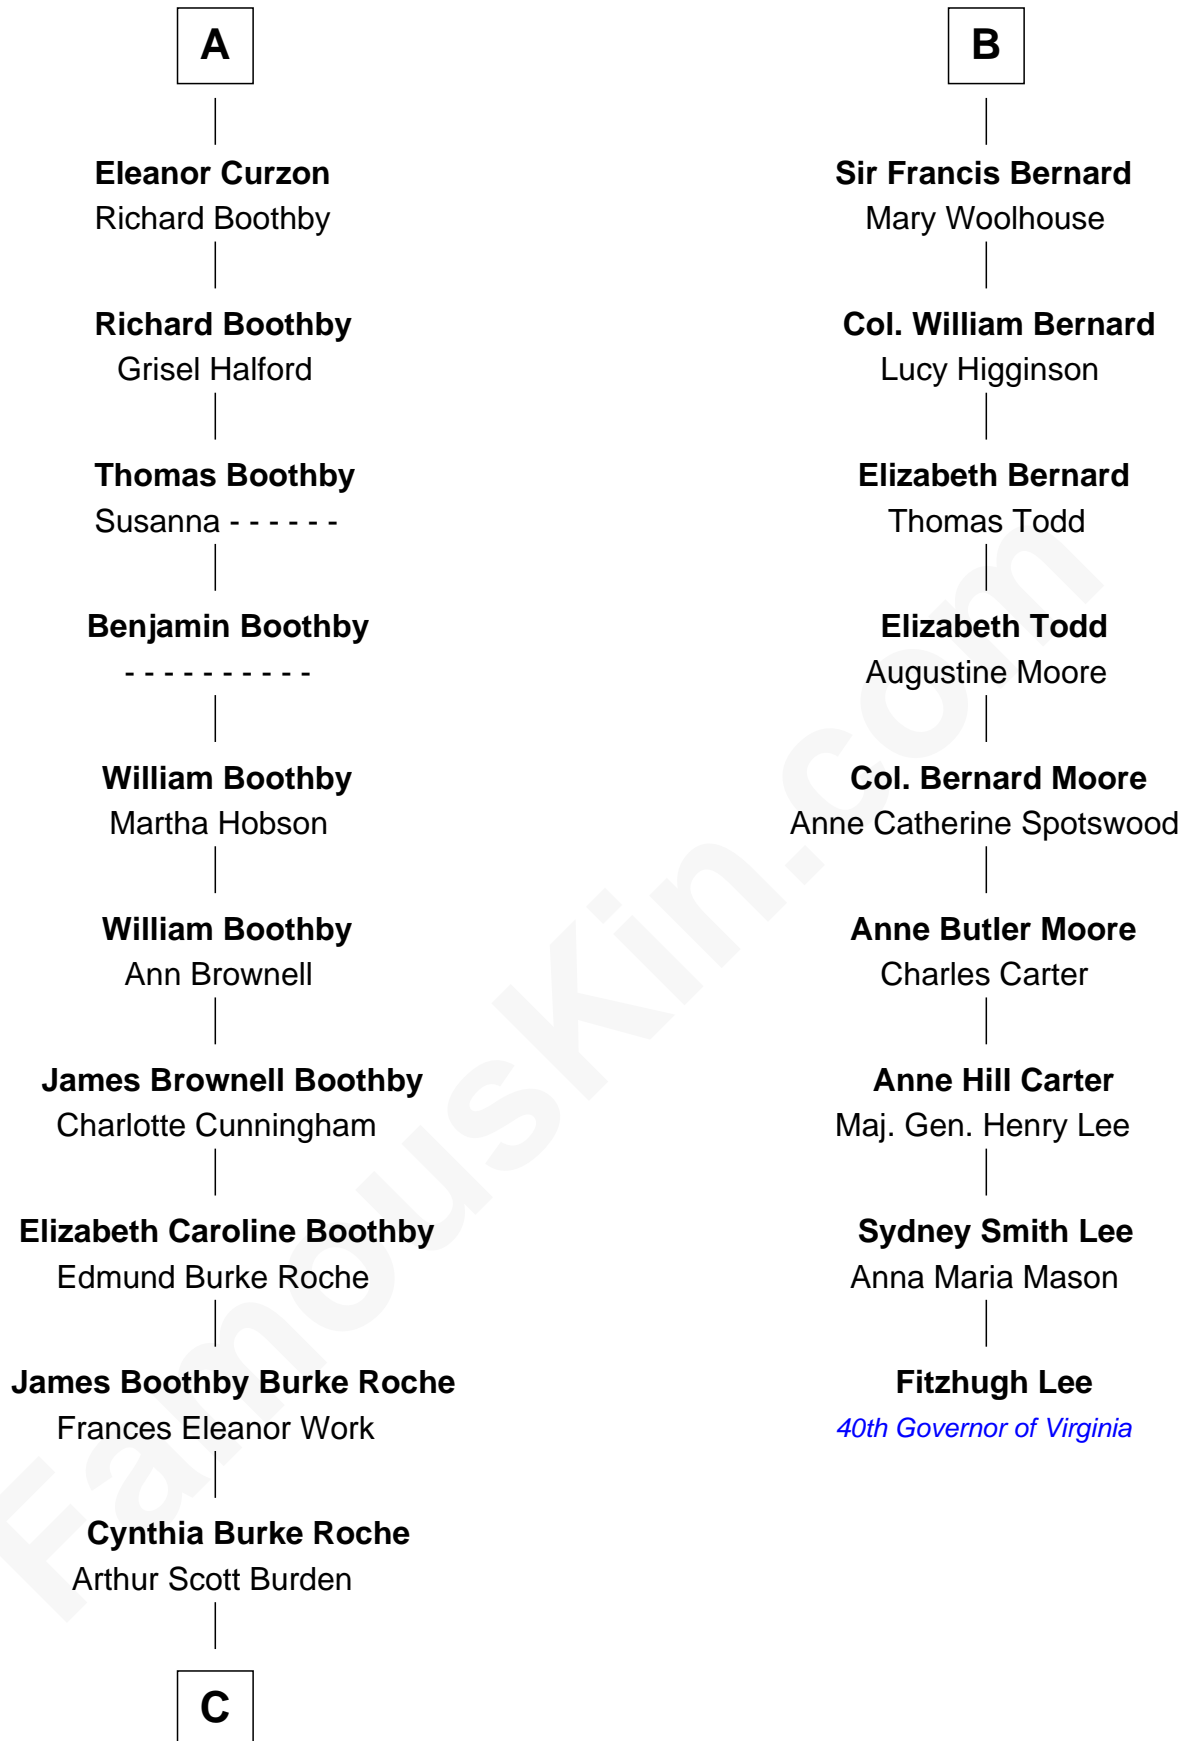 A
Eleanor Curzon
Richard Boothby
Richard Boothby
Grisel Halford
Thomas Boothby
Susanna - - - - - -
Benjamin Boothby
- - - - - - - - - -
William Boothby
Martha Hobson
William Boothby
Ann Brownell
James Brownell Boothby
Charlotte Cunningham
Elizabeth Caroline Boothby
Edmund Burke Roche
James Boothby Burke Roche
Frances Eleanor Work
Cynthia Burke Roche
Arthur Scott Burden
C
B
Sir Francis Bernard
Mary Woolhouse
Col. William Bernard
Lucy Higginson
Elizabeth Bernard
Thomas Todd
Elizabeth Todd
Augustine Moore
Col. Bernard Moore
Anne Catherine Spotswood
Anne Butler Moore
Charles Carter
Anne Hill Carter
Maj. Gen. Henry Lee
Sydney Smith Lee
Anna Maria Mason
Fitzhugh Lee
40th Governor of Virginia
FamousKin.com